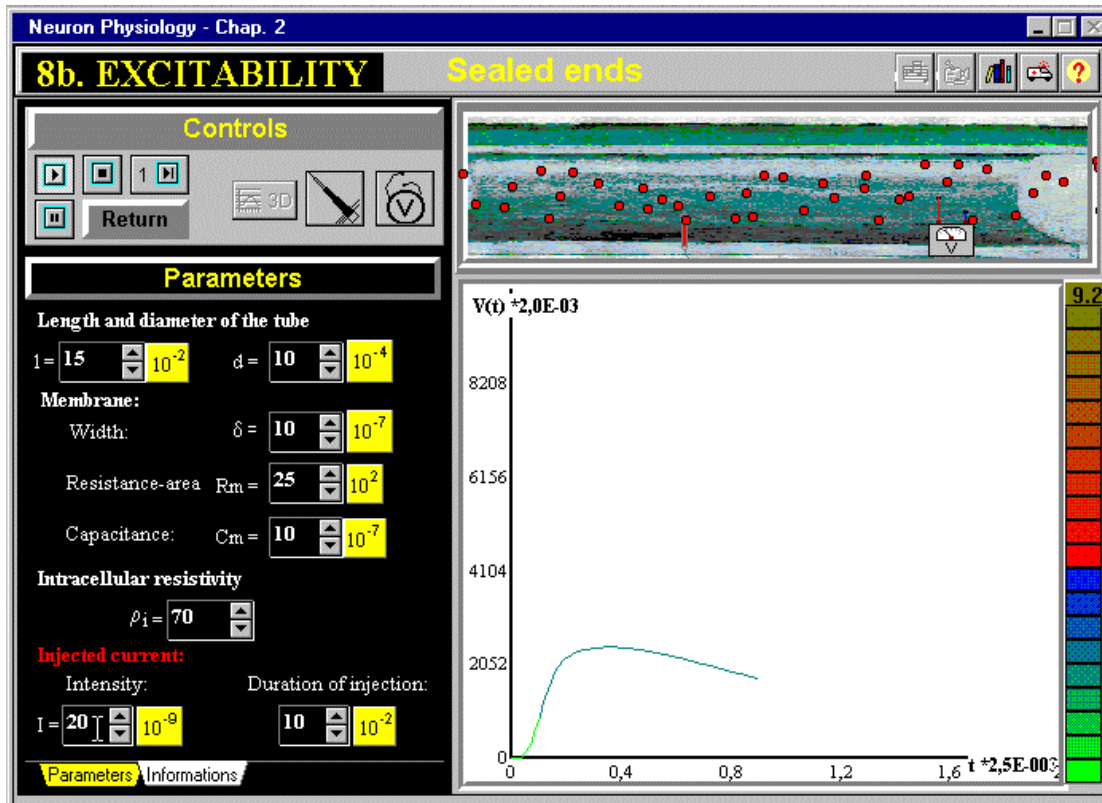 Neuron Physiology - Chap. 2
8b. EXCITABILITY Sealed ends
Controls
1
3D
V
Return
Parameters
Length and diameter of the tube
l= 15 10-2 d = 10 10-4
Membrane:
Width: δ = 10 10-7
Resistance-area Rm = 25 10 2
Capacitance: Cm = 10 10-7
Intracellular resistivity
ρi = 70
Injected current:
Intensity: Duration of injection:
I = 20 10-9 10 10-2
Parameters Informations
V
V(t) *2,0E-03
9.2
8208
6156
4104
2052
0
0 0,4 0,8 1,2 1,6 t *2,5E-003